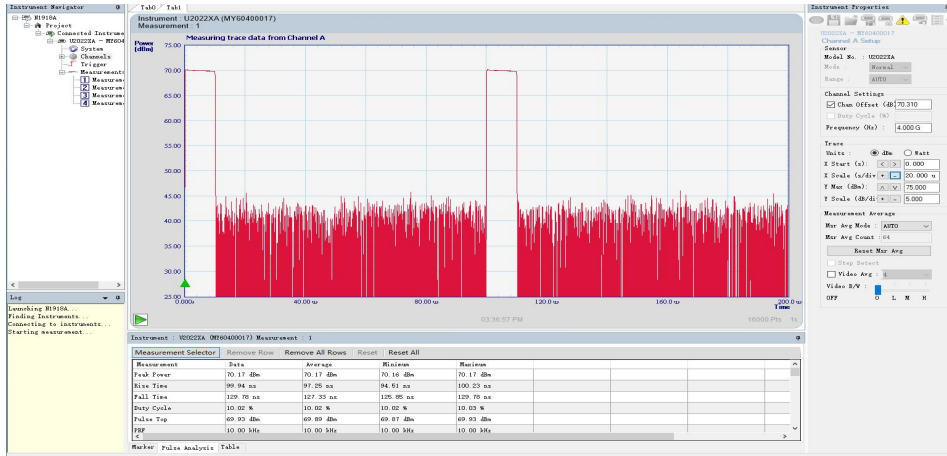 Instrument Navigator
N1918A
Project
Connected Instrume
U2022XA - MY604
System
Channels
Trigger
Measurements
1 Measurem
2 Measurem
3 Measurem
4 Measurem
Log
Launching N1918A...
Finding Instruments...
Connecting to instruments...
Starting measurement...
Tab0 Tab1
Instrument : U2022XA (MY60400017)
Measurement : 1
Power (dBm)
Measuring trace data from Channel A
75.00
70.00
65.00
60.00
55.00
50.00
45.00
40.00
35.00
30.00
25.00
0.000s 40.00 us 80.00 us 120.0 us 160.0 us 200.0 us
Time
03:36:57 PM
16000 Pts 1s
Instrument : U2022XA (MY60400017) Measurement : 1
Measurement Selector Remove Row Remove All Rows Reset Reset All
Measurement Data Average Minimum Maximum
Peak Power 70.17 dBm 70.17 dBm 70.16 dBm 70.17 dBm
Rise Time 99.94 ns 97.25 ns 94.51 ns 100.23 ns
Fall Time 129.78 ns 127.33 ns 125.85 ns 129.78 ns
Duty Cycle 10.02 % 10.02 % 10.02 % 10.03 %
Pulse Top 69.93 dBm 69.89 dBm 69.87 dBm 69.93 dBm
PRF 10.00 kHz 10.00 kHz 10.00 kHz 10.00 kHz
Marker Pulse Analysis Table
Instrument Properties
U2022XA - MY60400017
Channel A Setup
Sensor
Model No. : U2022XA
Mode : Normal
Range : AUTO
Channel Settings
Chan Offset (dB) 70.310
Duty Cycle (%)
Frequency (Hz) : 4.000 G
Trace
Units : dBm Watt
X Start (s): < > 0.000
X Scale (s/div + - 20.000 u
Y Max (dBm): 75.000
Y Scale (dB/di + - 5.000
Measurement Average
Msr Avg Mode : AUTO
Msr Avg Count : 64
Reset Msr Avg
Step Detect
Video Avg : 4
Video B/W :
OFF O L M H